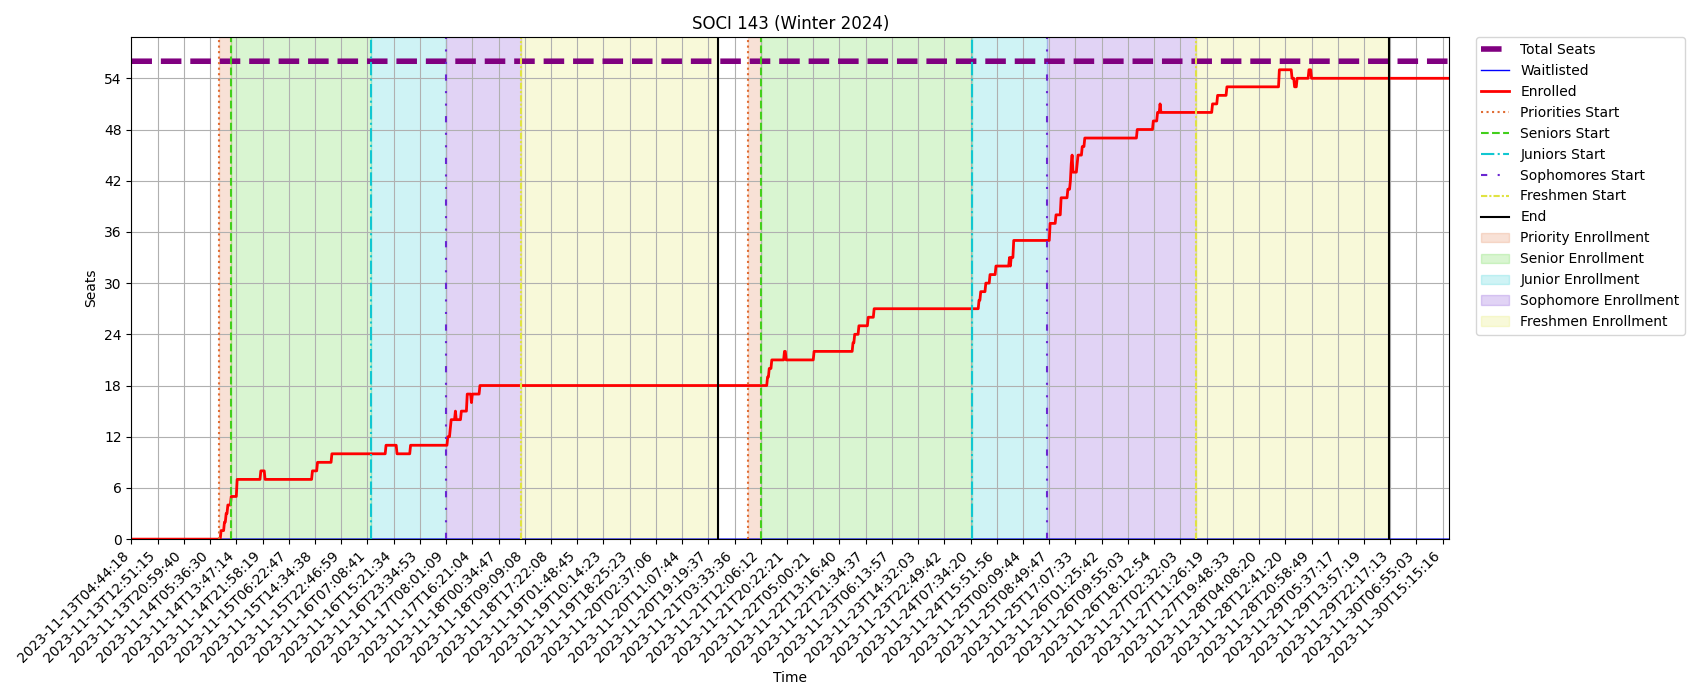 SOCI 143 (Winter 2024)
Seats
54
48
42
36
30
24
18
12
6
0
2023-11-13T04:44:18
2023-11-13T12:51:15
2023-11-13T20:59:40
2023-11-14T05:36:30
2023-11-14T13:47:14
2023-11-14T21:58:19
2023-11-15T06:22:47
2023-11-15T14:34:38
2023-11-15T22:46:59
2023-11-16T07:08:41
2023-11-16T15:21:34
2023-11-16T23:34:53
2023-11-17T08:01:09
2023-11-17T16:21:04
2023-11-18T00:34:47
2023-11-18T09:09:08
2023-11-18T17:22:08
2023-11-19T01:48:45
2023-11-19T10:14:23
2023-11-19T18:25:23
2023-11-20T02:37:06
2023-11-20T11:07:44
2023-11-20T19:19:37
2023-11-21T03:33:36
2023-11-21T12:06:12
2023-11-21T20:22:21
2023-11-22T05:00:21
2023-11-22T13:16:40
2023-11-22T21:34:37
2023-11-23T06:13:57
2023-11-23T14:32:03
2023-11-23T22:49:42
2023-11-24T07:34:20
2023-11-24T15:51:56
2023-11-25T00:09:44
2023-11-25T08:49:47
2023-11-25T17:07:33
2023-11-26T01:25:42
2023-11-26T09:55:03
2023-11-26T18:12:54
2023-11-27T02:32:03
2023-11-27T11:26:19
2023-11-27T19:48:33
2023-11-28T04:08:20
2023-11-28T12:41:20
2023-11-28T20:58:49
2023-11-29T05:37:17
2023-11-29T13:57:19
2023-11-29T22:17:13
2023-11-30T06:55:03
2023-11-30T15:15:16
Time
Total Seats
Waitlisted
Enrolled
Priorities Start
Seniors Start
Juniors Start
Sophomores Start
Freshmen Start
End
Priority Enrollment
Senior Enrollment
Junior Enrollment
Sophomore Enrollment
Freshmen Enrollment